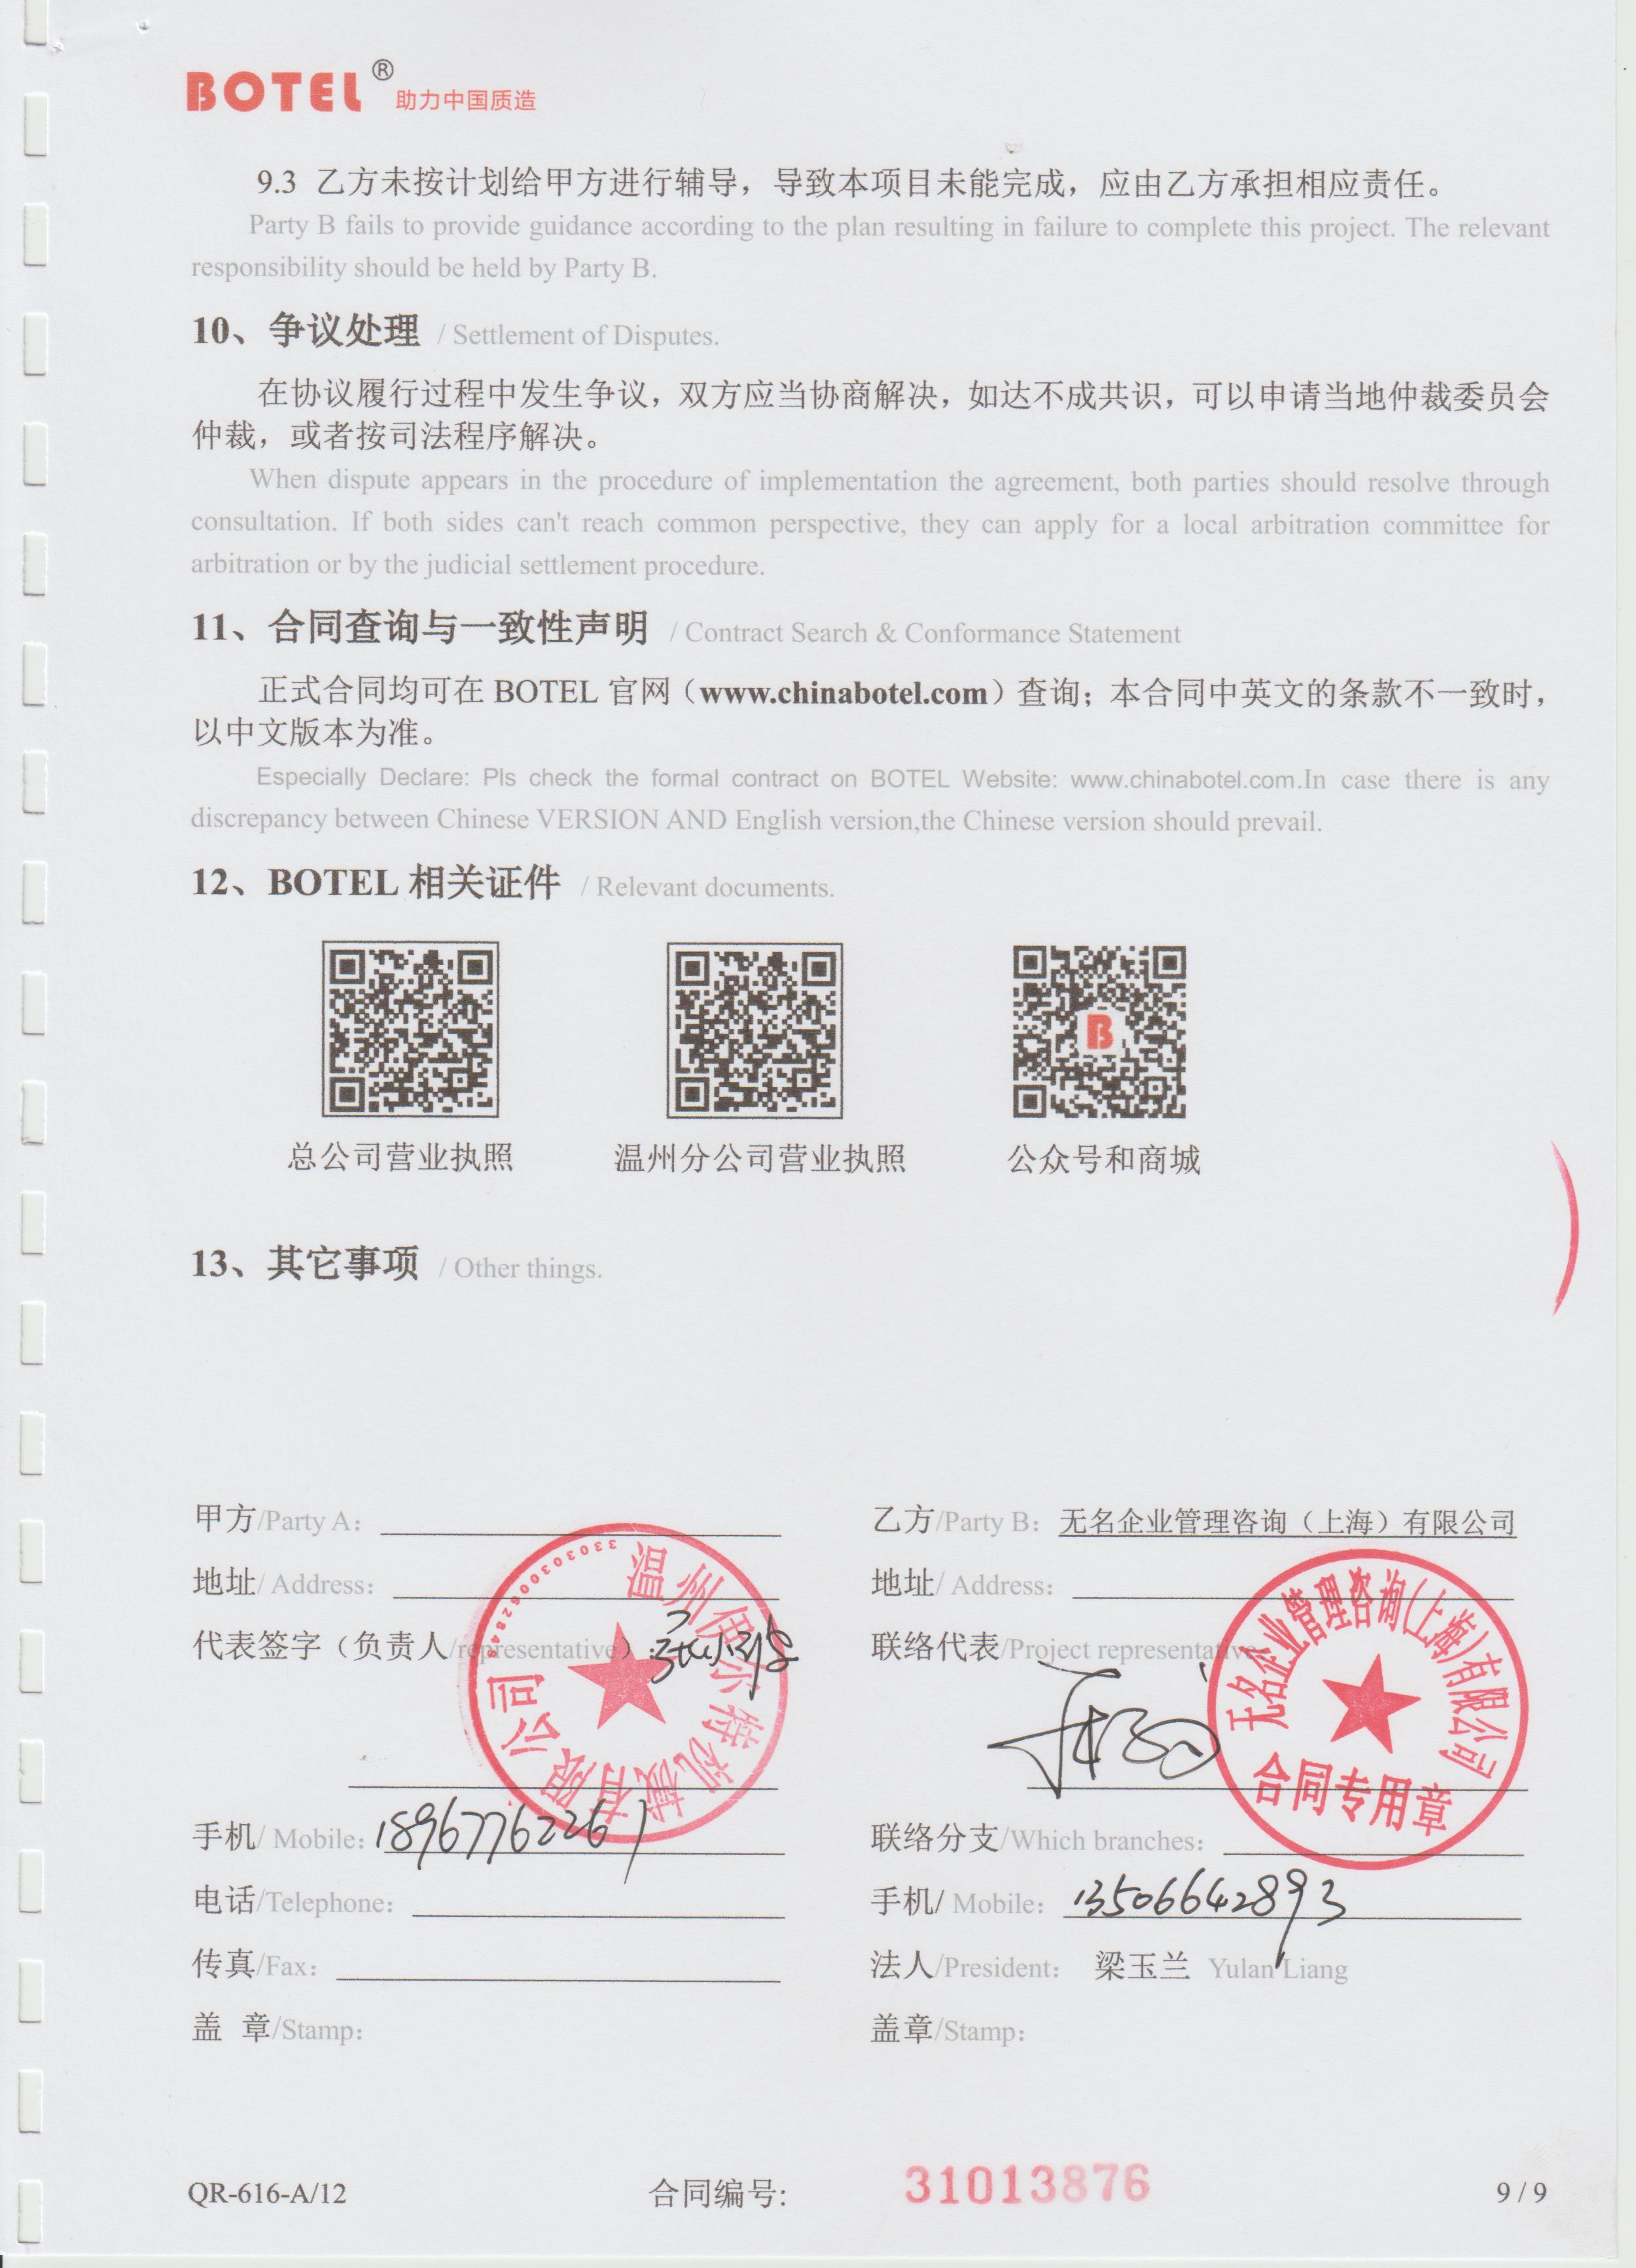 BOTEL® 助力中国质造
9.3 乙方未按计划给甲方进行辅导，导致本项目未能完成，应由乙方承担相应责任。
Party B fails to provide guidance according to the plan resulting in failure to complete this project. The relevant
responsibility should be held by Party B.
10、争议处理 / Settlement of Disputes.
在协议履行过程中发生争议，双方应当协商解决，如达不成共识，可以申请当地仲裁委员会
仲裁，或者按司法程序解决。
When dispute appears in the procedure of implementation the agreement, both parties should resolve through
consultation. If both sides can't reach common perspective, they can apply for a local arbitration committee for
arbitration or by the judicial settlement procedure.
11、合同查询与一致性声明 / Contract Search & Conformance Statement
正式合同均可在 BOTEL 官网（www.chinabotel.com）查询；本合同中英文的条款不一致时，
以中文版本为准。
Especially Declare: Pls check the formal contract on BOTEL Website: www.chinabotel.com.In case there is any
discrepancy between Chinese VERSION AND English version,the Chinese version should prevail.
12、BOTEL 相关证件 / Relevant documents.
B
总公司营业执照 温州分公司营业执照 公众号和商城
13、其它事项 / Other things.
甲方/Party A：
地址/ Address：
代表签字（负责人/representative）:
温州伊尔特机械有限公司
手机/ Mobile: 18967762261
电话/Telephone：
传真/Fax：
盖 章/Stamp：
乙方/Party B：无名企业管理咨询（上海）有限公司
地址/ Address：
联络代表/Project representative
无名企业管理咨询(上海)有限公司
合同专用章
联络分支/Which branches：
手机/ Mobile： 13506642893
法人/President： 梁玉兰 Yulan Liang
盖章/Stamp：
QR-616-A/12 合同编号: 31013876 9 / 9